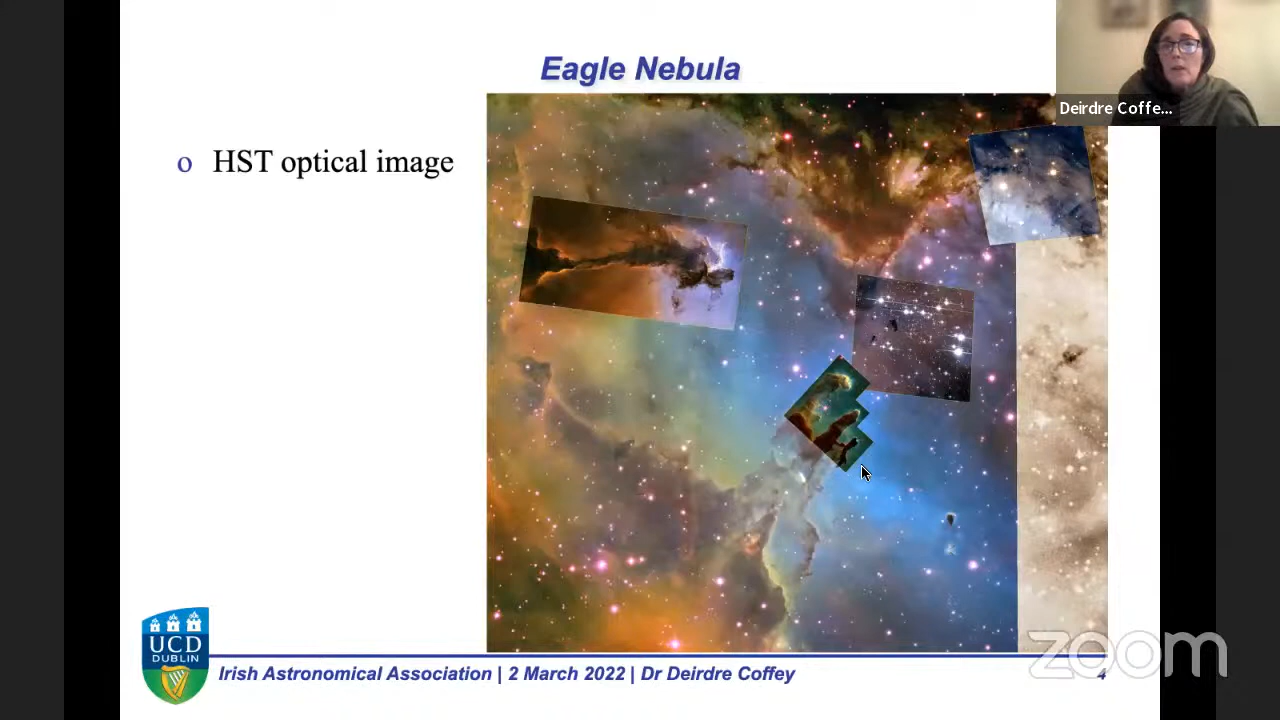 Eagle Nebula
Deirdre Coffe...
o HST optical image
UCD
DUBLIN
Irish Astronomical Association | 2 March 2022 | Dr Deirdre Coffey
4
zoom